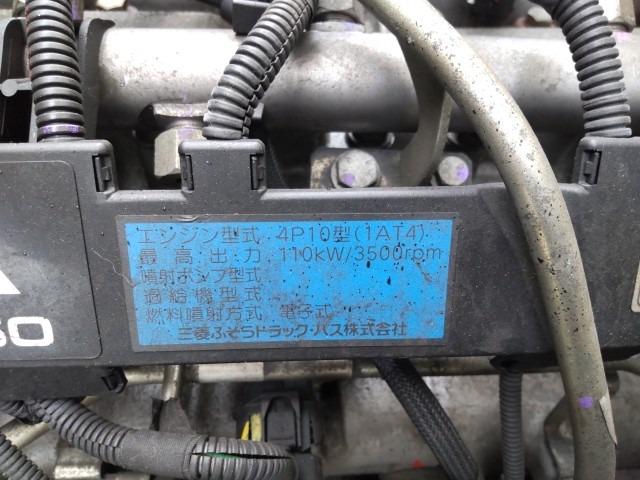 エンジン型式 4P10型(1AT4)
最高出力 110kW/3500rpm
噴射ポンプ型式
過給機型式
燃料噴射方式 電子式
三菱ふそうトラック・バス株式会社